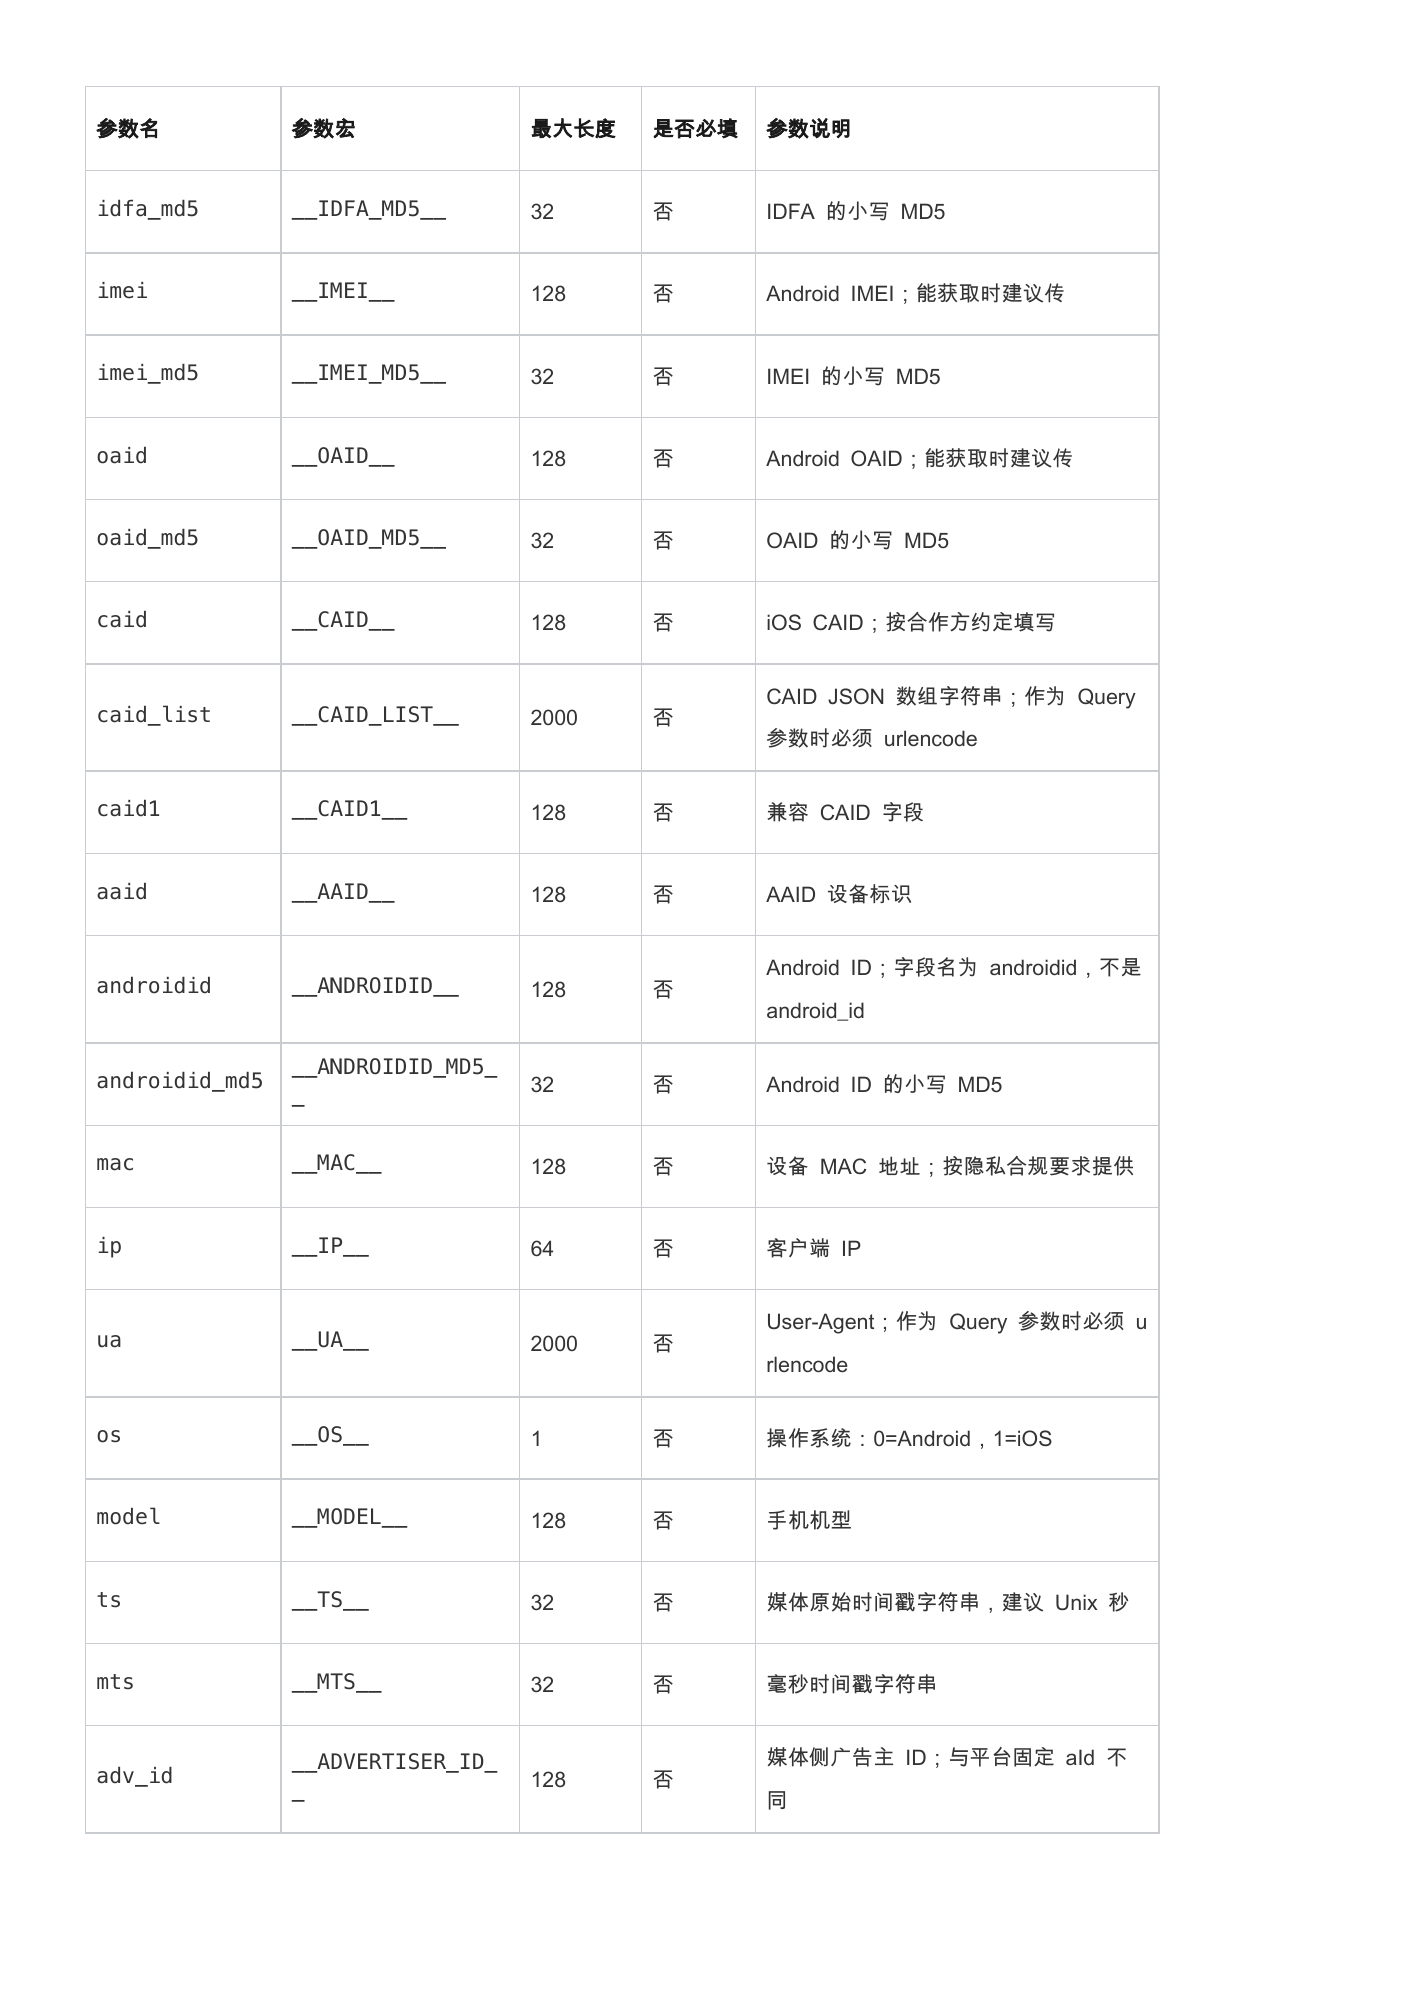 参数名 参数宏 最大长度 是否必填 参数说明
idfa_md5 __IDFA_MD5__ 32 否 IDFA 的小写 MD5
imei __IMEI__ 128 否 Android IMEI；能获取时建议传
imei_md5 __IMEI_MD5__ 32 否 IMEI 的小写 MD5
oaid __OAID__ 128 否 Android OAID；能获取时建议传
oaid_md5 __OAID_MD5__ 32 否 OAID 的小写 MD5
caid __CAID__ 128 否 iOS CAID；按合作方约定填写
caid_list __CAID_LIST__ 2000 否 CAID JSON 数组字符串；作为 Query
参数时必须 urlencode
caid1 __CAID1__ 128 否 兼容 CAID 字段
aaid __AAID__ 128 否 AAID 设备标识
androidid __ANDROIDID__ 128 否 Android ID；字段名为 androidid，不是
android_id
androidid_md5 __ANDROIDID_MD5_
_ 32 否 Android ID 的小写 MD5
mac __MAC__ 128 否 设备 MAC 地址；按隐私合规要求提供
ip __IP__ 64 否 客户端 IP
ua __UA__ 2000 否 User-Agent；作为 Query 参数时必须 u
rlencode
os __OS__ 1 否 操作系统：0=Android，1=iOS
model __MODEL__ 128 否 手机机型
ts __TS__ 32 否 媒体原始时间戳字符串，建议 Unix 秒
mts __MTS__ 32 否 毫秒时间戳字符串
adv_id __ADVERTISER_ID_
_ 128 否 媒体侧广告主 ID；与平台固定 aId 不
同